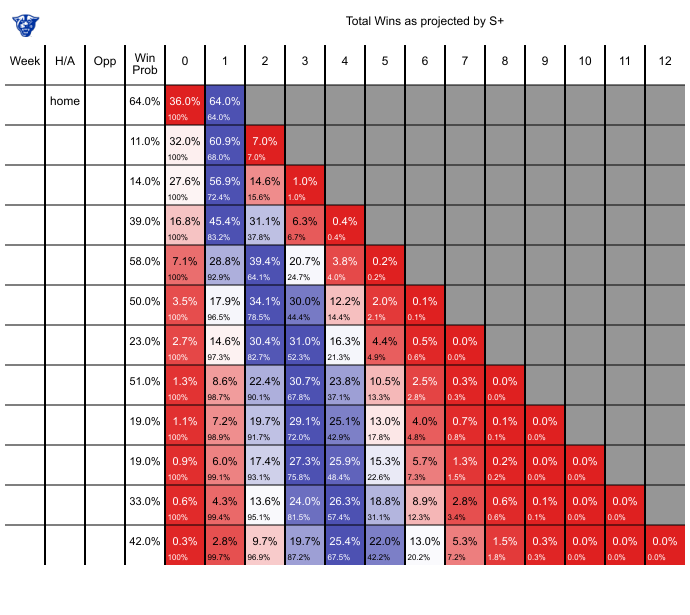 Total Wins as projected by S+
Week H/A Opp Win Prob 0 1 2 3 4 5 6 7 8 9 10 11 12
home 64.0% 36.0% 64.0%
100% 64.0%
11.0% 32.0% 60.9% 7.0%
100% 68.0% 7.0%
14.0% 27.6% 56.9% 14.6% 1.0%
100% 72.4% 15.6% 1.0%
39.0% 16.8% 45.4% 31.1% 6.3% 0.4%
100% 83.2% 37.8% 6.7% 0.4%
58.0% 7.1% 28.8% 39.4% 20.7% 3.8% 0.2%
100% 92.9% 64.1% 24.7% 4.0% 0.2%
50.0% 3.5% 17.9% 34.1% 30.0% 12.2% 2.0% 0.1%
100% 96.5% 78.5% 44.4% 14.4% 2.1% 0.1%
23.0% 2.7% 14.6% 30.4% 31.0% 16.3% 4.4% 0.5% 0.0%
100% 97.3% 82.7% 52.3% 21.3% 4.9% 0.6% 0.0%
51.0% 1.3% 8.6% 22.4% 30.7% 23.8% 10.5% 2.5% 0.3% 0.0%
100% 98.7% 90.1% 67.8% 37.1% 13.3% 2.8% 0.3% 0.0%
19.0% 1.1% 7.2% 19.7% 29.1% 25.1% 13.0% 4.0% 0.7% 0.1% 0.0%
100% 98.9% 91.7% 72.0% 42.9% 17.8% 4.8% 0.8% 0.1% 0.0%
19.0% 0.9% 6.0% 17.4% 27.3% 25.9% 15.3% 5.7% 1.3% 0.2% 0.0% 0.0%
100% 99.1% 93.1% 75.8% 48.4% 22.6% 7.3% 1.5% 0.2% 0.0% 0.0%
33.0% 0.6% 4.3% 13.6% 24.0% 26.3% 18.8% 8.9% 2.8% 0.6% 0.1% 0.0% 0.0%
100% 99.4% 95.1% 81.5% 57.4% 31.1% 12.3% 3.4% 0.6% 0.1% 0.0% 0.0%
42.0% 0.3% 2.8% 9.7% 19.7% 25.4% 22.0% 13.0% 5.3% 1.5% 0.3% 0.0% 0.0% 0.0%
100% 99.7% 96.9% 87.2% 67.5% 42.2% 20.2% 7.2% 1.8% 0.3% 0.0% 0.0% 0.0%